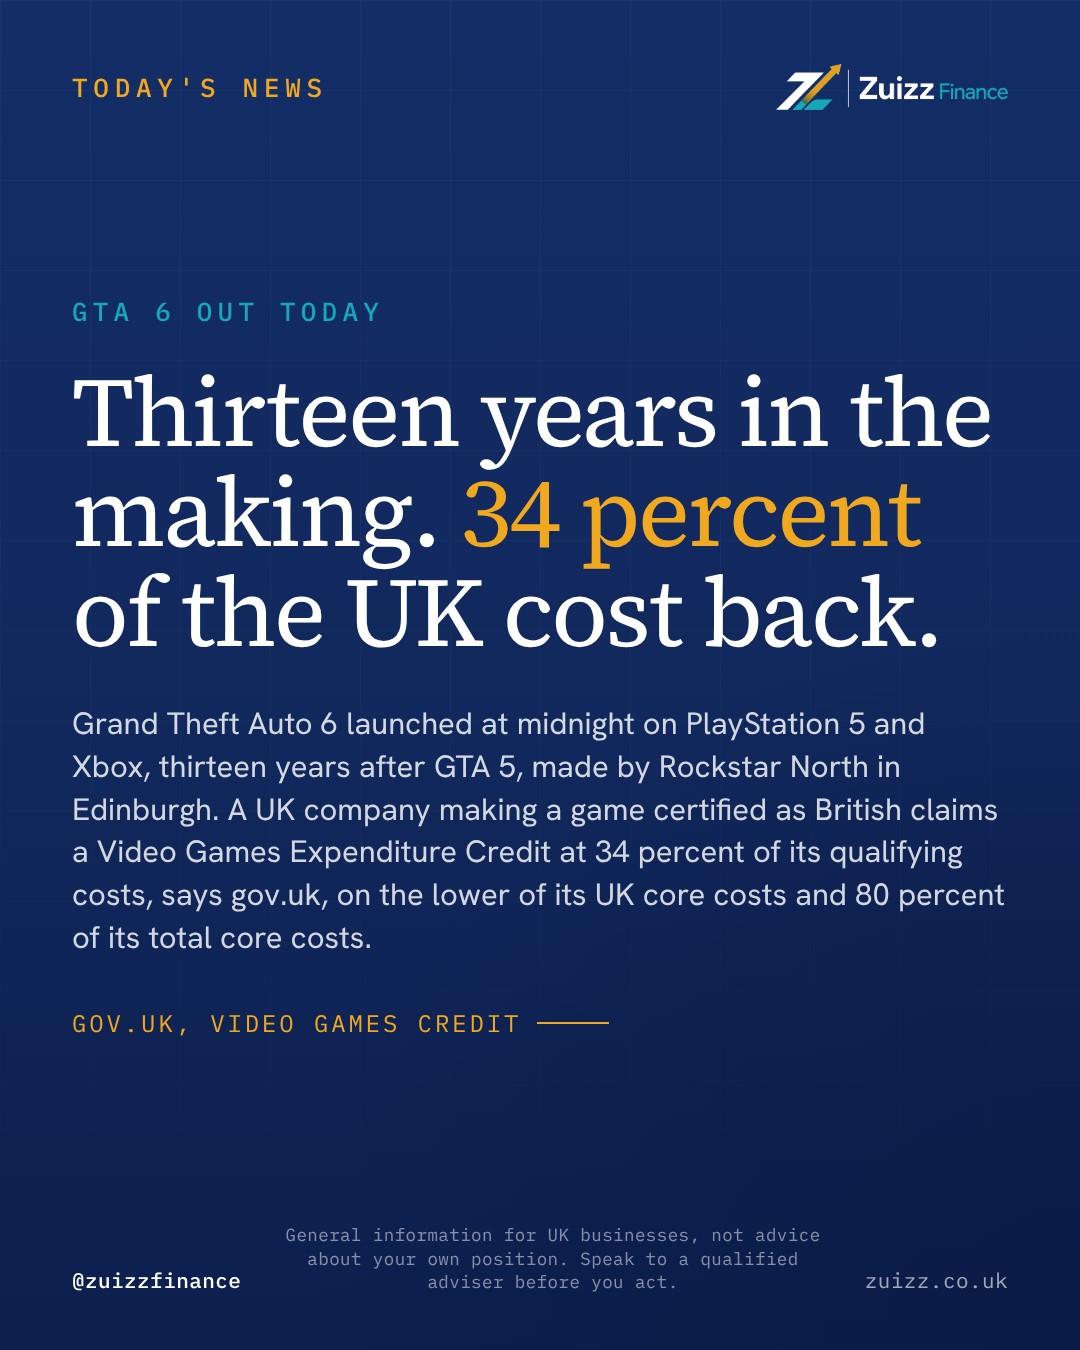 TODAY'S NEWS
Zuizz Finance
GTA 6 OUT TODAY
Thirteen years in the
making. 34 percent
of the UK cost back.
Grand Theft Auto 6 launched at midnight on PlayStation 5 and
Xbox, thirteen years after GTA 5, made by Rockstar North in
Edinburgh. A UK company making a game certified as British claims
a Video Games Expenditure Credit at 34 percent of its qualifying
costs, says gov.uk, on the lower of its UK core costs and 80 percent
of its total core costs.
GOV.UK, VIDEO GAMES CREDIT
General information for UK businesses, not advice
about your own position. Speak to a qualified
adviser before you act.
@zuizzfinance
zuizz.co.uk